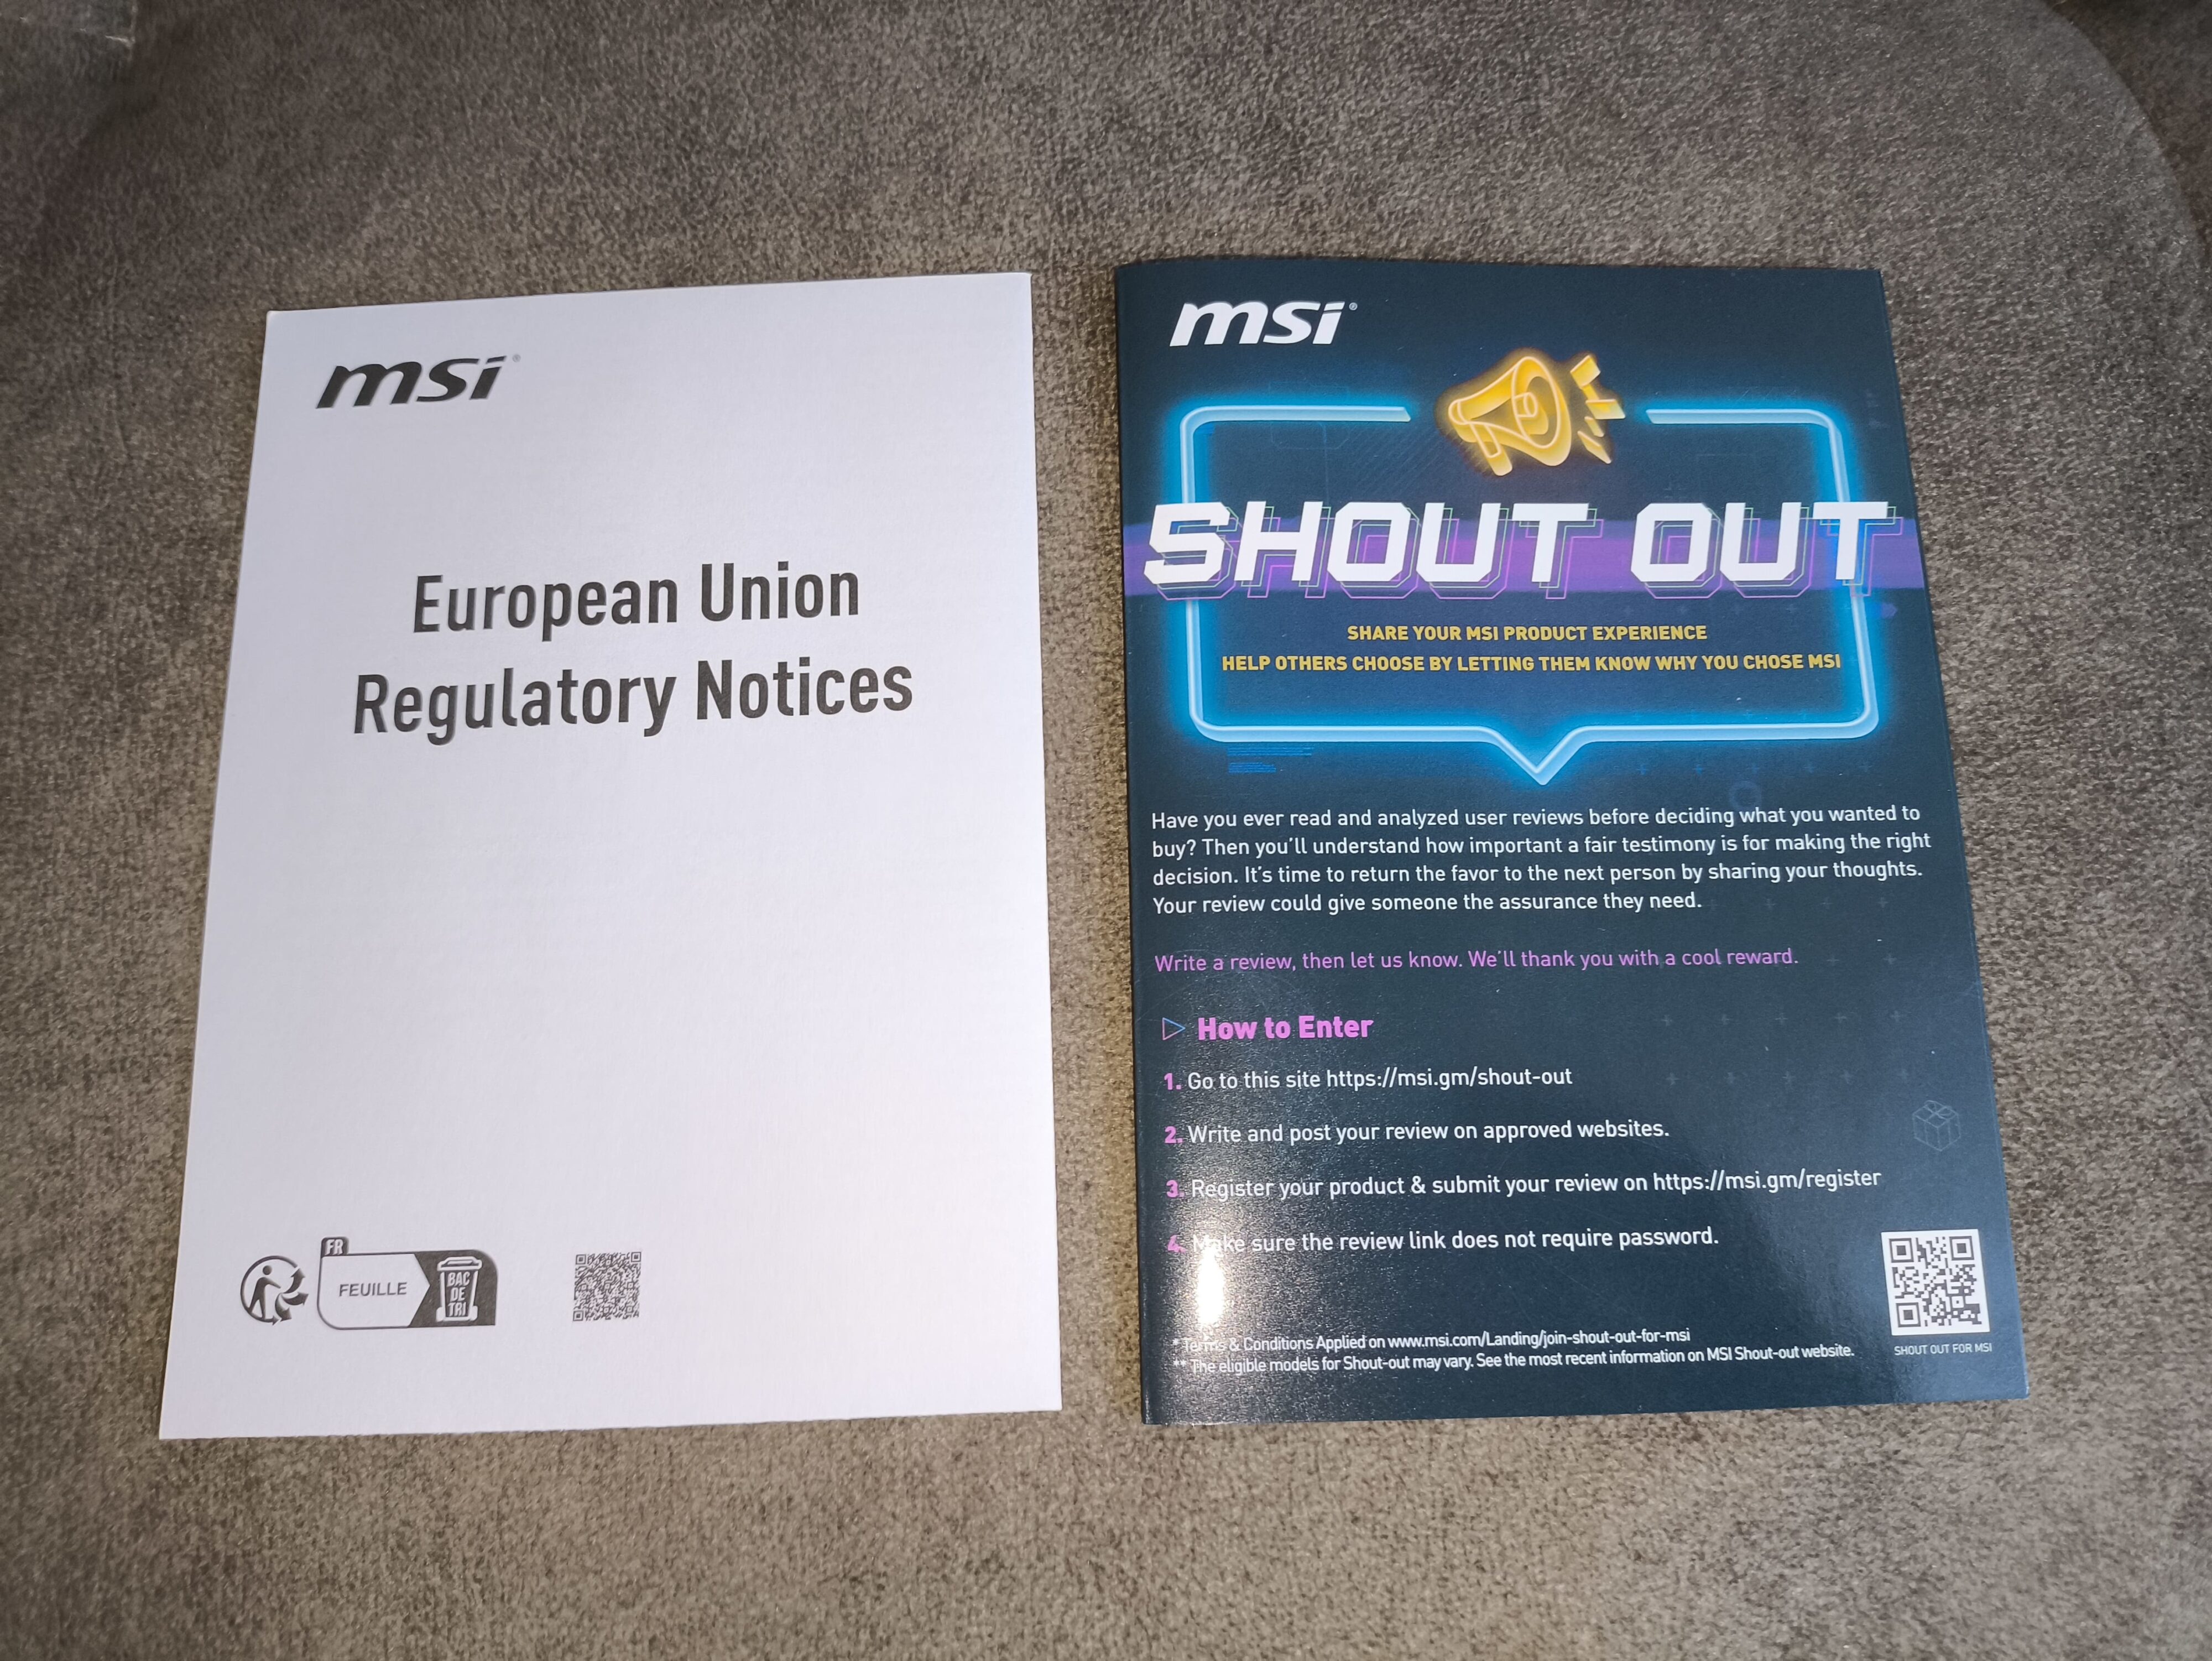 msi
European Union
Regulatory Notices
FR
FEUILLE
BAC
DE
TRI
msi
SHOUT OUT
SHARE YOUR MSI PRODUCT EXPERIENCE
HELP OTHERS CHOOSE BY LETTING THEM KNOW WHY YOU CHOSE MSI
Have you ever read and analyzed user reviews before deciding what you wanted to
buy? Then you'll understand how important a fair testimony is for making the right
decision. It's time to return the favor to the next person by sharing your thoughts.
Your review could give someone the assurance they need.
Write a review, then let us know. We'll thank you with a cool reward.
How to Enter
1. Go to this site https://msi.gm/shout-out
2. Write and post your review on approved websites.
3. Register your product & submit your review on https://msi.gm/register
4. Make sure the review link does not require password.
* Terms & Conditions Applied on www.msi.com/Landing/join-shout-out-for-msi
** The eligible models for Shout-out may vary. See the most recent information on MSI Shout-out website.
SHOUT OUT FOR MSI